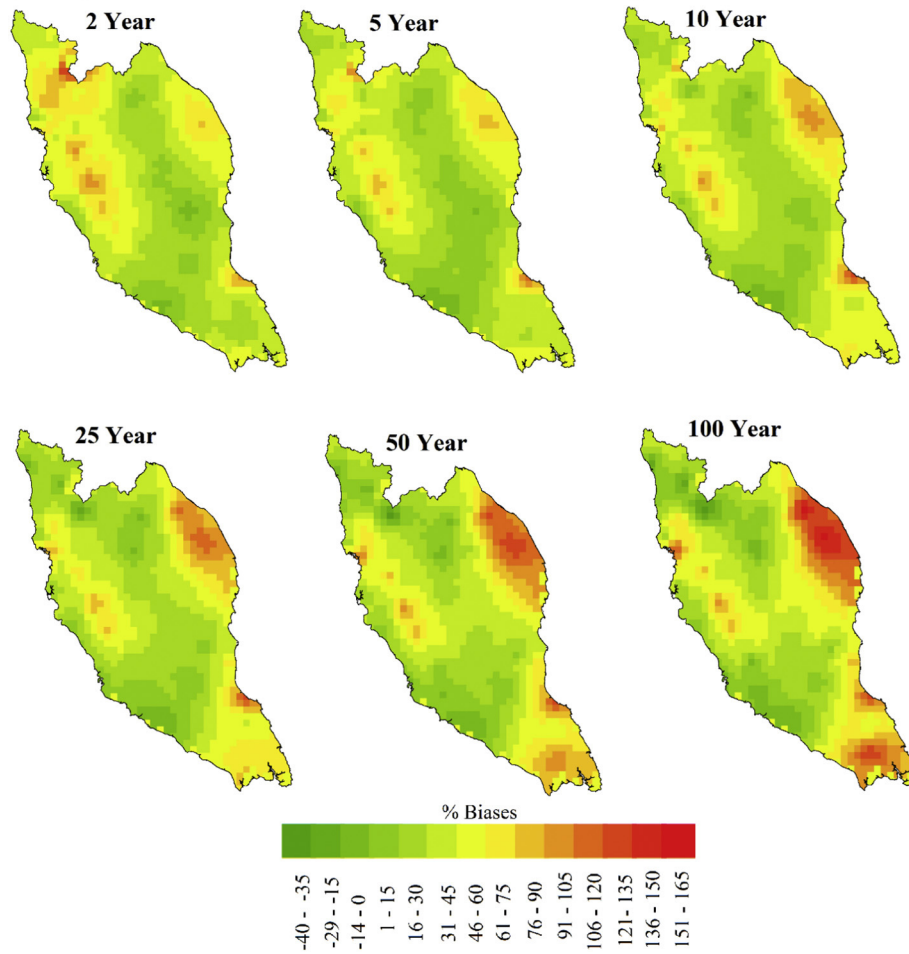 2 Year
5 Year
10 Year
25 Year
50 Year
100 Year
% Biases
-40 - -35
-29 - -15
-14 - 0
1 - 15
16 - 30
31 - 45
46 - 60
61 - 75
76 - 90
91 - 105
106 - 120
121 - 135
136 - 150
151 - 165